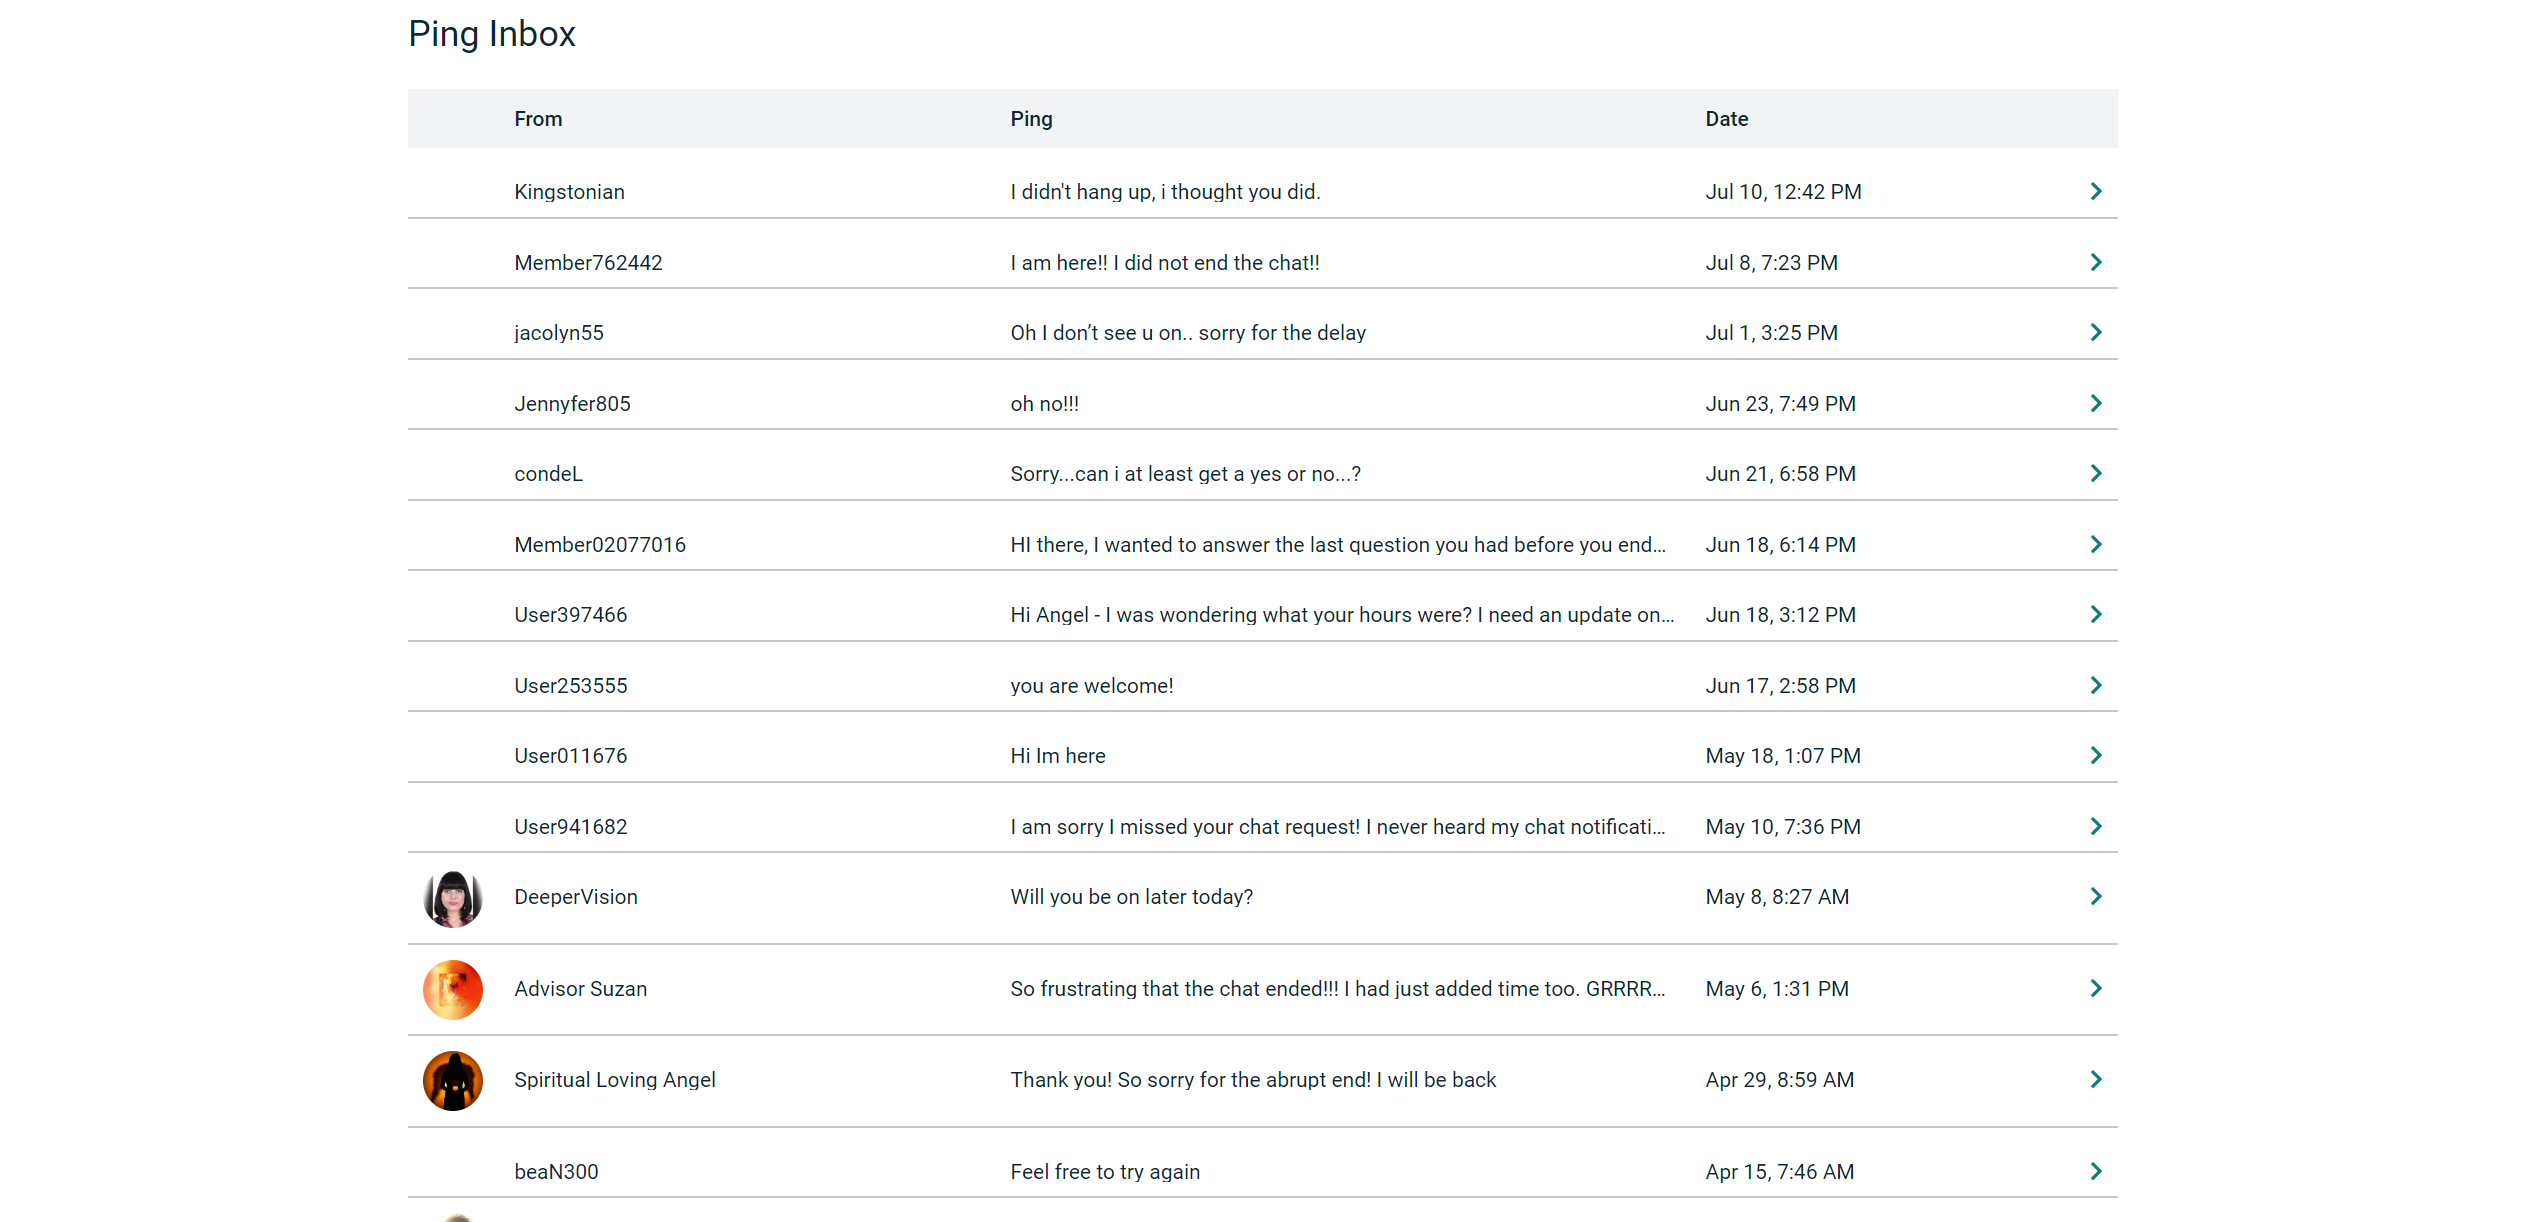 Ping Inbox
From Ping Date
Kingstonian I didn't hang up, i thought you did. Jul 10, 12:42 PM
Member762442 I am here!! I did not end the chat!! Jul 8, 7:23 PM
jacolyn55 Oh I don’t see u on.. sorry for the delay Jul 1, 3:25 PM
Jennyfer805 oh no!!! Jun 23, 7:49 PM
condeL Sorry...can i at least get a yes or no...? Jun 21, 6:58 PM
Member02077016 HI there, I wanted to answer the last question you had before you end... Jun 18, 6:14 PM
User397466 Hi Angel - I was wondering what your hours were? I need an update on... Jun 18, 3:12 PM
User253555 you are welcome! Jun 17, 2:58 PM
User011676 Hi Im here May 18, 1:07 PM
User941682 I am sorry I missed your chat request! I never heard my chat notificati... May 10, 7:36 PM
DeeperVision Will you be on later today? May 8, 8:27 AM
Advisor Suzan So frustrating that the chat ended!!! I had just added time too. GRRRR... May 6, 1:31 PM
Spiritual Loving Angel Thank you! So sorry for the abrupt end! I will be back Apr 29, 8:59 AM
beaN300 Feel free to try again Apr 15, 7:46 AM